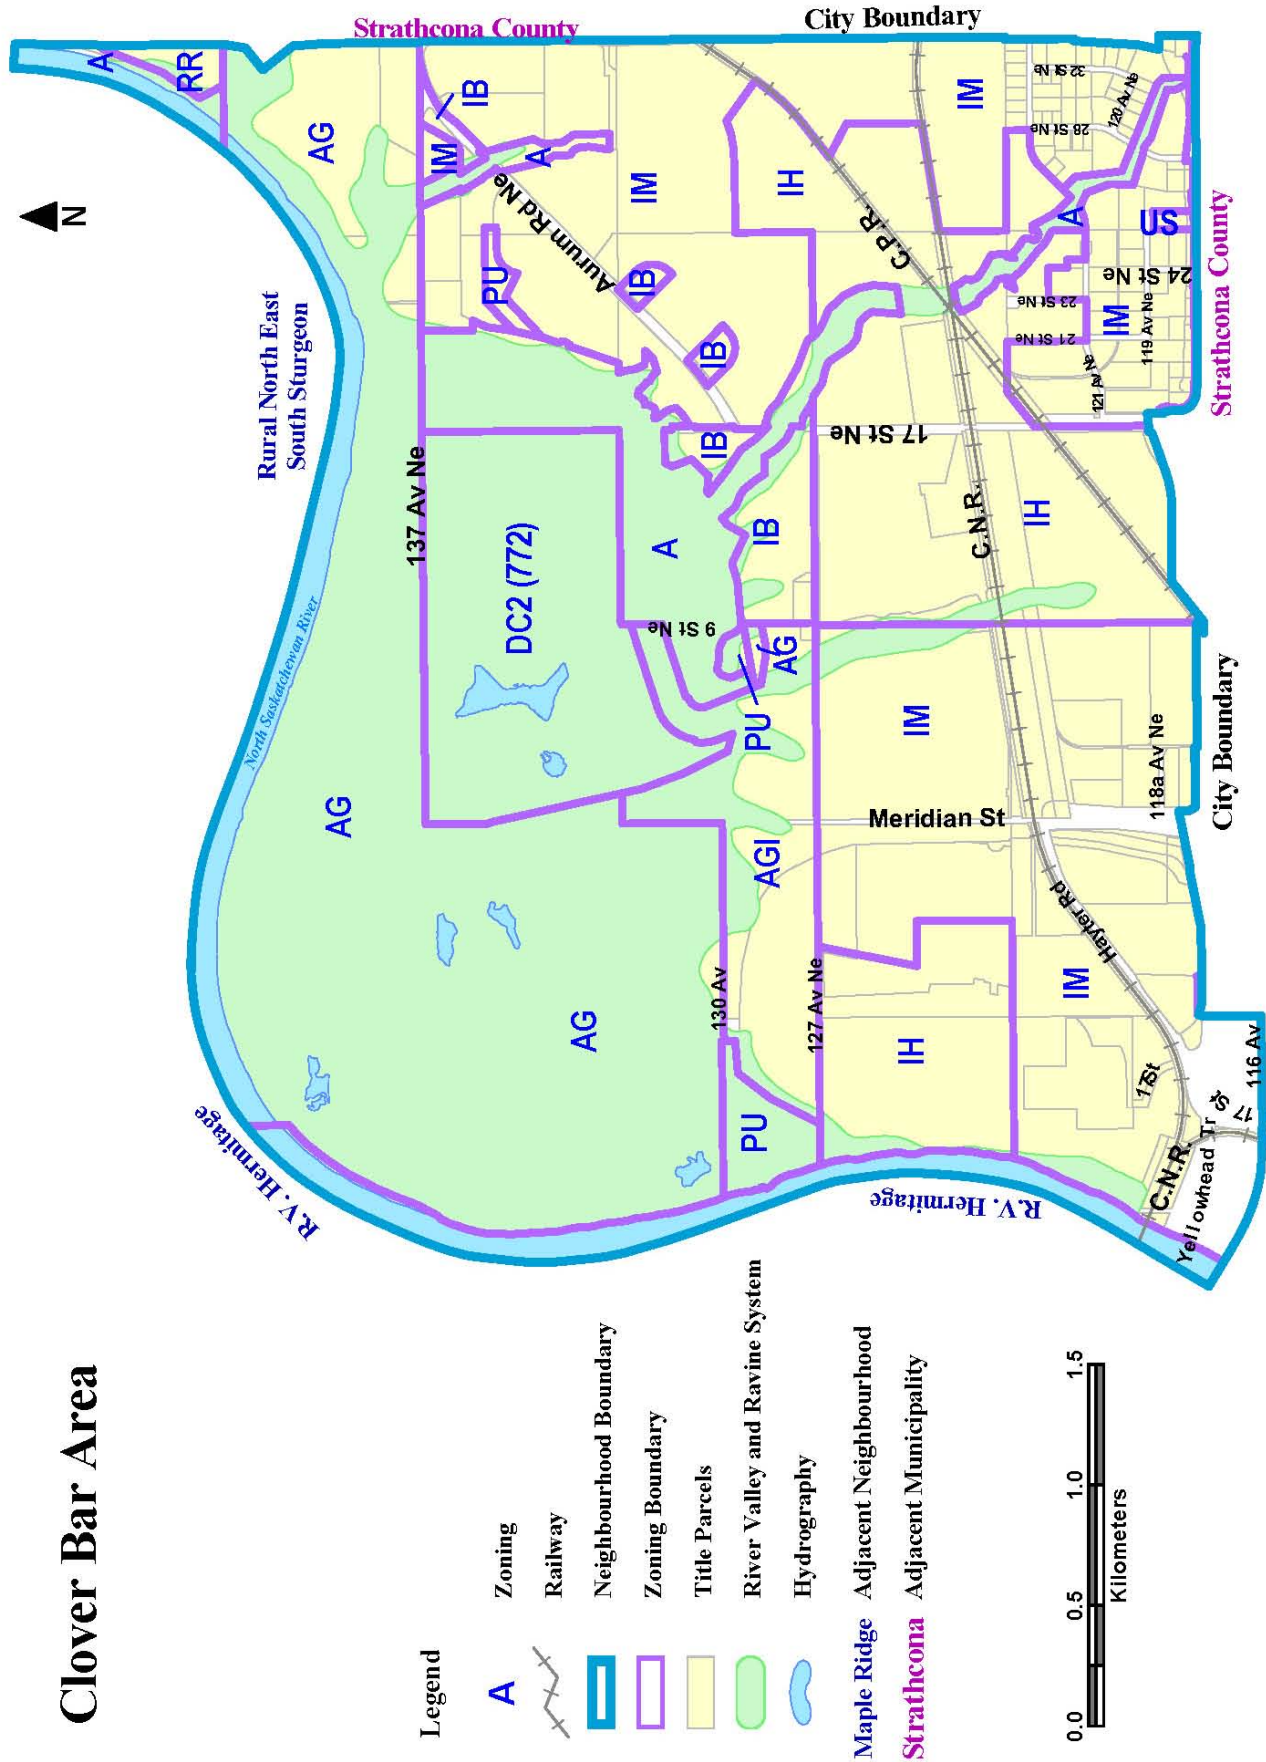 Clover Bar Area
Legend
A Zoning
Railway
Neighbourhood Boundary
Zoning Boundary
Title Parcels
River Valley and Ravine System
Hydrography
Maple Ridge Adjacent Neighbourhood
Strathcona Adjacent Municipality
0.0 0.5 1.0 1.5
Kilometers
N
Rural North East
South Sturgeon
North Saskatchewan River
R.V. Hermitage
R.V. Hermitage
Strathcona County
City Boundary
Strathcona County
City Boundary
A
RR
AG
AG
AG
137 Av Ne
DC2 (772)
IM
IB
A
PU
Aurum Rd Ne
IM
IB
IB
IB
A
9 St Ne
IB
AG
PU
AGI
130 Av
PU
127 Av Ne
17 St Ne
IH
C.P.R.
IM
IM
Meridian St
IH
C.N.R.
IH
A
US
24 St Ne
23 St Ne
21 St Ne
IM
119 Av Ne
121 Av Ne
32 St Ne
28 St Ne
120 Av Ne
118a Av Ne
Hayter Rd
IM
17St
C.N.R.
Yellowhead Tr
17 St
116 Av